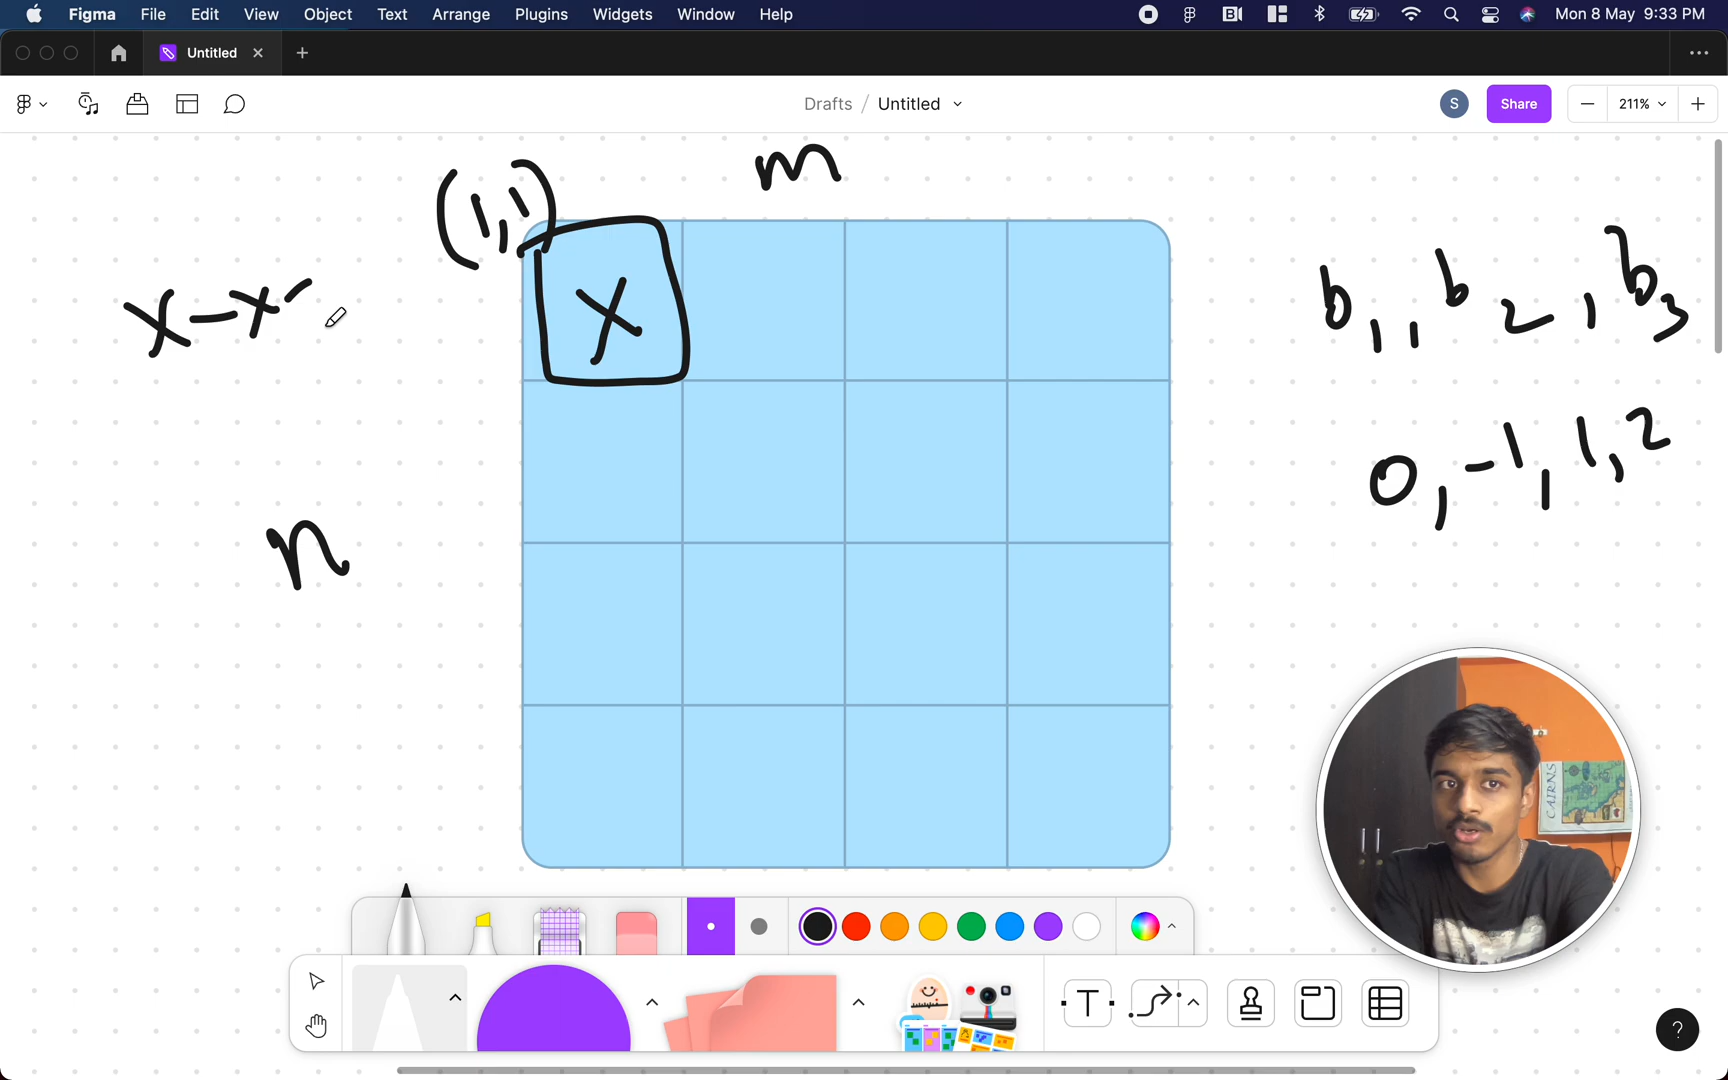 Figma File Edit View Object Text Arrange Plugins Widgets Window Help Mon 8 May 9:33 PM
Untitled
Drafts / Untitled S Share 211%
m
(1,1)
X
X-X
n
b1, b2, b3
0, -1, 1, 2
CAIRNS
T
?